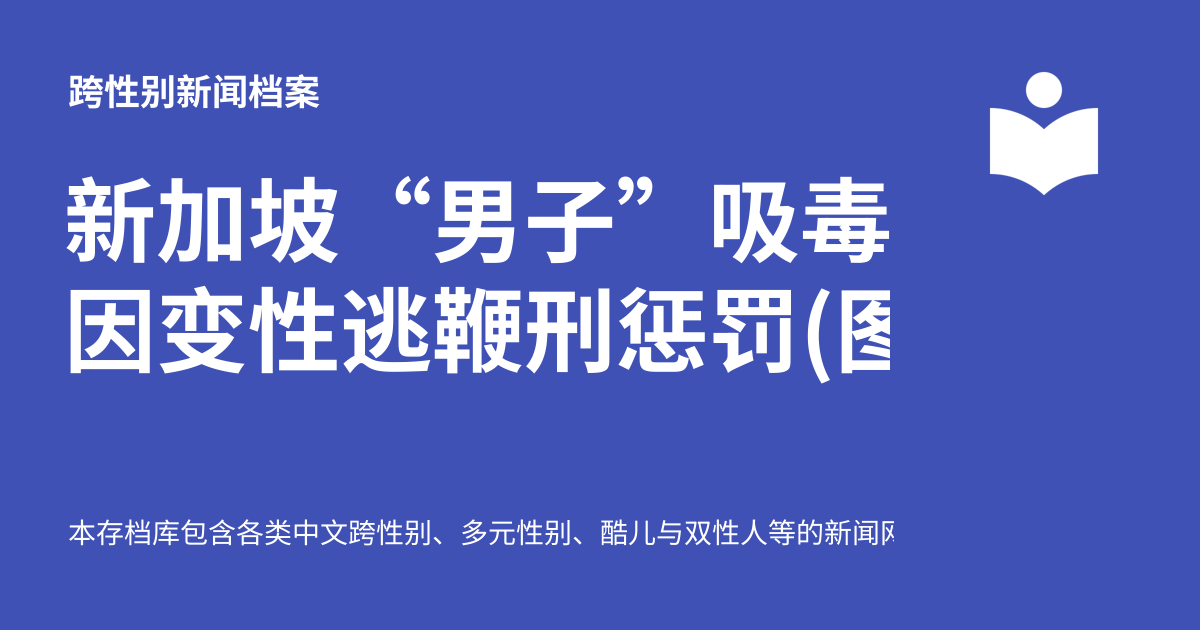 跨性别新闻档案
新加坡“男子”吸毒
因变性逃鞭刑惩罚(图
本存档库包含各类中文跨性别、多元性别、酷儿与双性人等的新闻